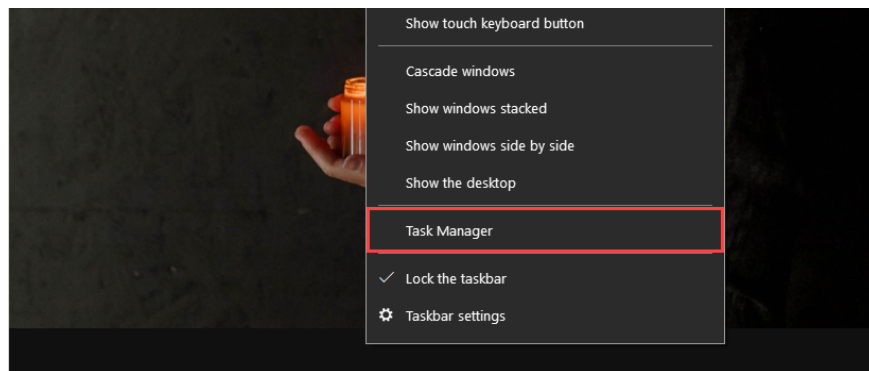 Show touch keyboard button
Cascade windows
Show windows stacked
Show windows side by side
Show the desktop
Task Manager
Lock the taskbar
Taskbar settings